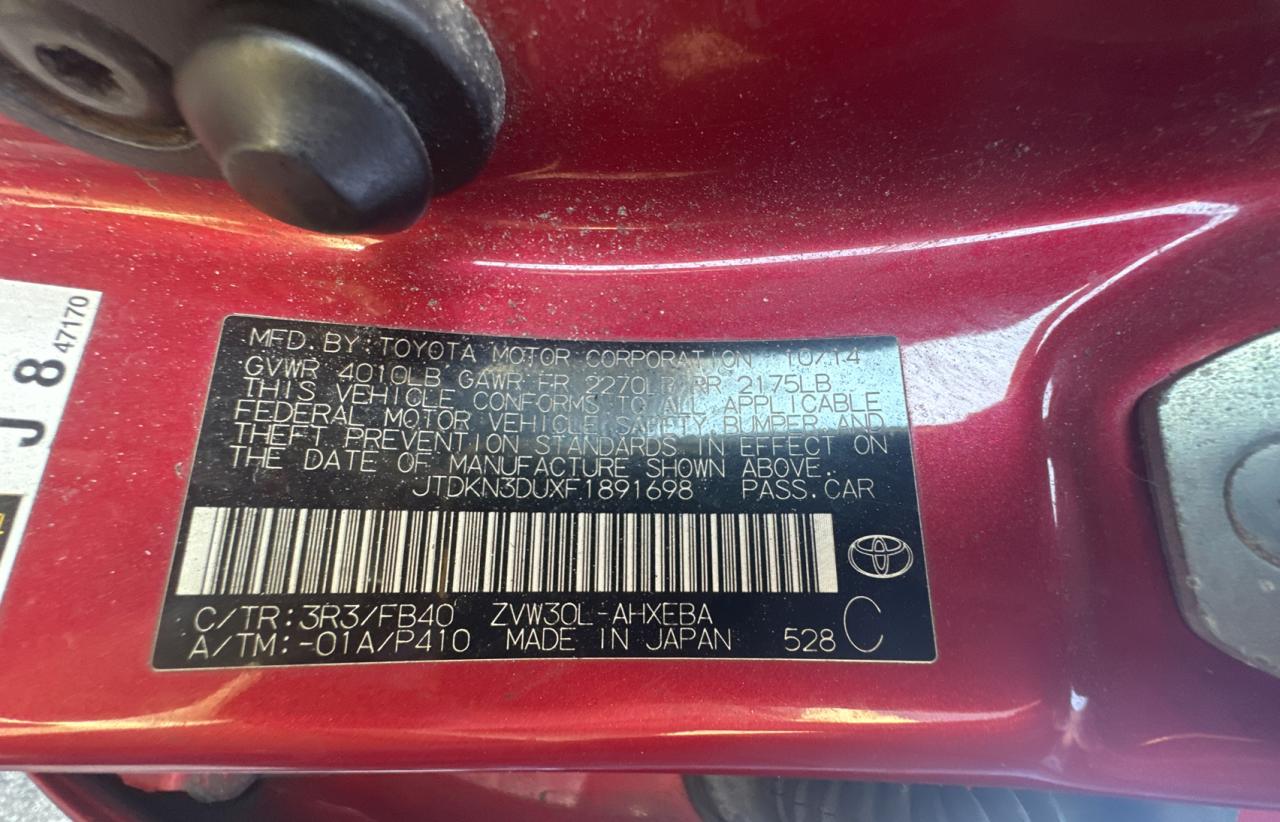 J 8 47170
MFD. BY: TOYOTA MOTOR CORPORATION 10/14
GVWR 4010LB GAWR FR 2270LB RR 2175LB
THIS VEHICLE CONFORMS TO ALL APPLICABLE
FEDERAL MOTOR VEHICLE SAFETY BUMPER AND
THEFT PREVENTION STANDARDS IN EFFECT ON
THE DATE OF MANUFACTURE SHOWN ABOVE.
JTDKN3DUXF1891698 PASS.CAR
C/TR:3R3/FB40 ZVW30L-AHXEBA
A/TM:-01A/P410 MADE IN JAPAN 528 C